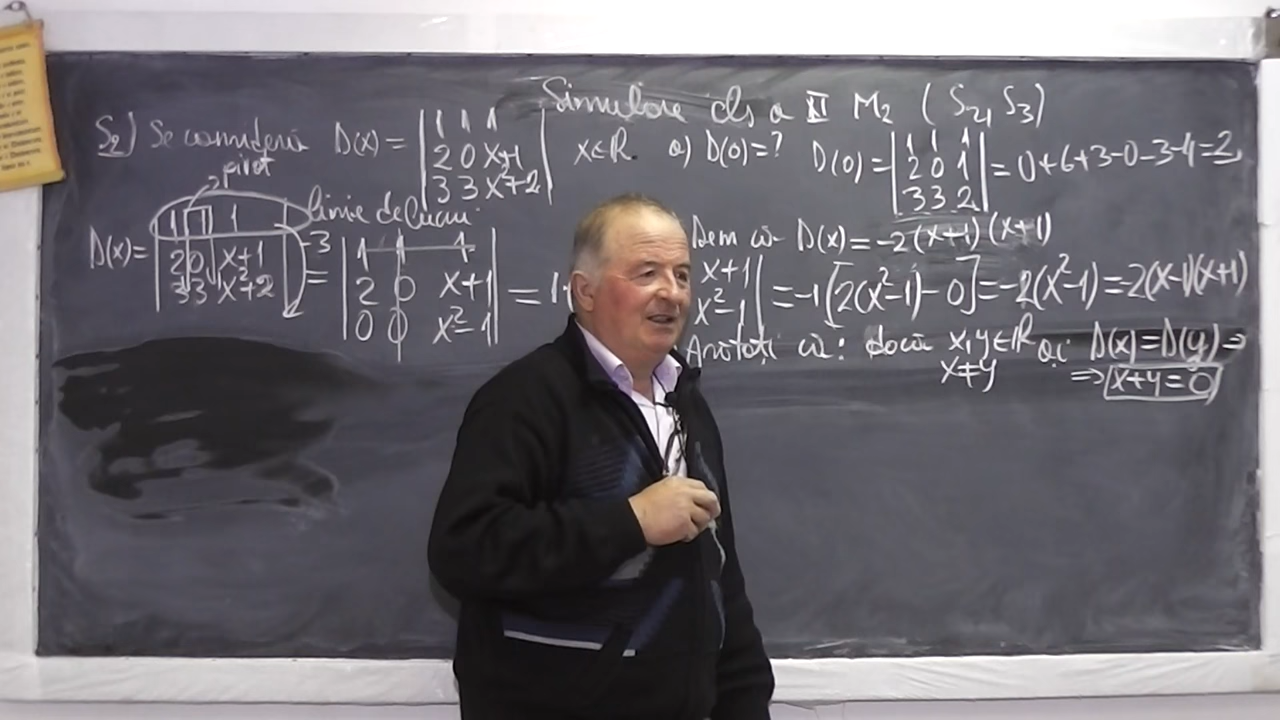 Simulare cls a XI M2 (S2, S3)
S2) Se consideră D(x) = |1 1 1| x∈R. a) D(0)=? D(0)= |1 1 1| = 0+6+3-0-3-4=2
|2 0 x+1| |2 0 1|
|3 3 x²+2| |3 3 2|
pivot
linie de lucru
D(x)= |1 1 1| -3 = |1 1 1| = 1·
|2 0 x+1| |2 0 x+1|
|3 3 x²+2| |0 0 x²-1|
Dem că D(x)=-2(x+1)(x+1)
x+1| =-1[2(x²-1)-0]=-2(x²-1)=-2(x-1)(x+1)
x²-1|
Arătați că: dacă x,y∈R și D(x)=D(y) ⇒
x≠y
⇒ x+y=0